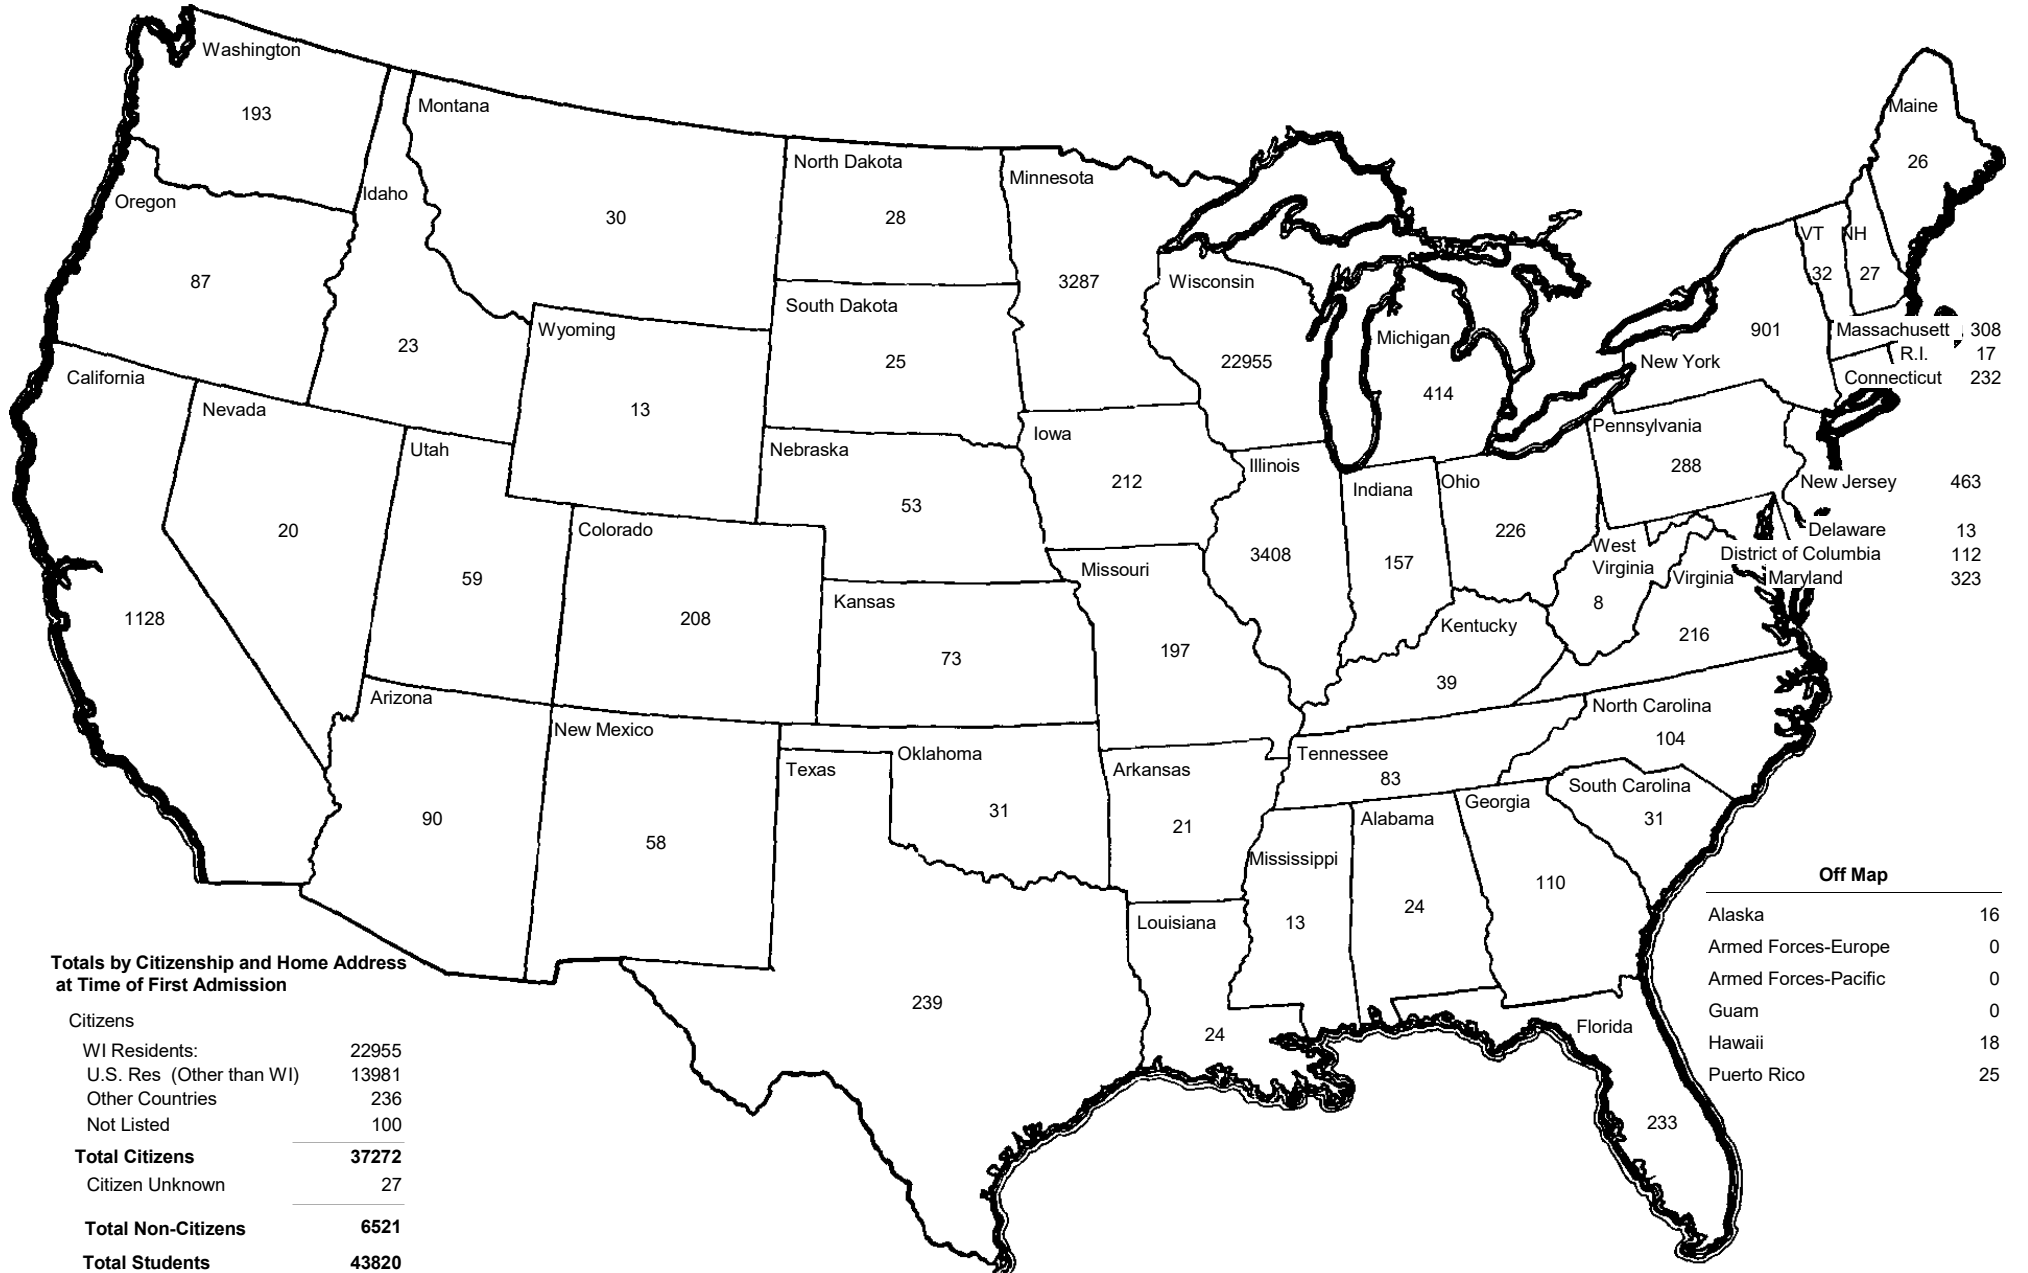 Washington
193
Oregon
87
Idaho
23
Montana
30
North Dakota
28
Minnesota
3287
South Dakota
25
Wyoming
13
Nebraska
53
California
1128
Nevada
20
Utah
59
Colorado
208
Kansas
73
Arizona
90
New Mexico
58
Texas
239
Oklahoma
31
Wisconsin
22955
Michigan
414
Iowa
212
Illinois
3408
Indiana
157
Ohio
226
Missouri
197
Kentucky
39
Tennessee
83
Arkansas
21
Louisiana
24
Mississippi
13
Alabama
24
Georgia
110
Florida
233
South Carolina
31
North Carolina
104
Virginia
216
West
Virginia
8
Pennsylvania
288
New York
901
VT
32
NH
27
Maine
26
Massachusett 308
R.I. 17
Connecticut 232
New Jersey 463
Delaware 13
District of Columbia 112
Maryland 323
Off Map
Alaska 16
Armed Forces-Europe 0
Armed Forces-Pacific 0
Guam 0
Hawaii 18
Puerto Rico 25
Totals by Citizenship and Home Address
at Time of First Admission
Citizens
WI Residents: 22955
U.S. Res (Other than WI) 13981
Other Countries 236
Not Listed 100
Total Citizens 37272
Citizen Unknown 27
Total Non-Citizens 6521
Total Students 43820